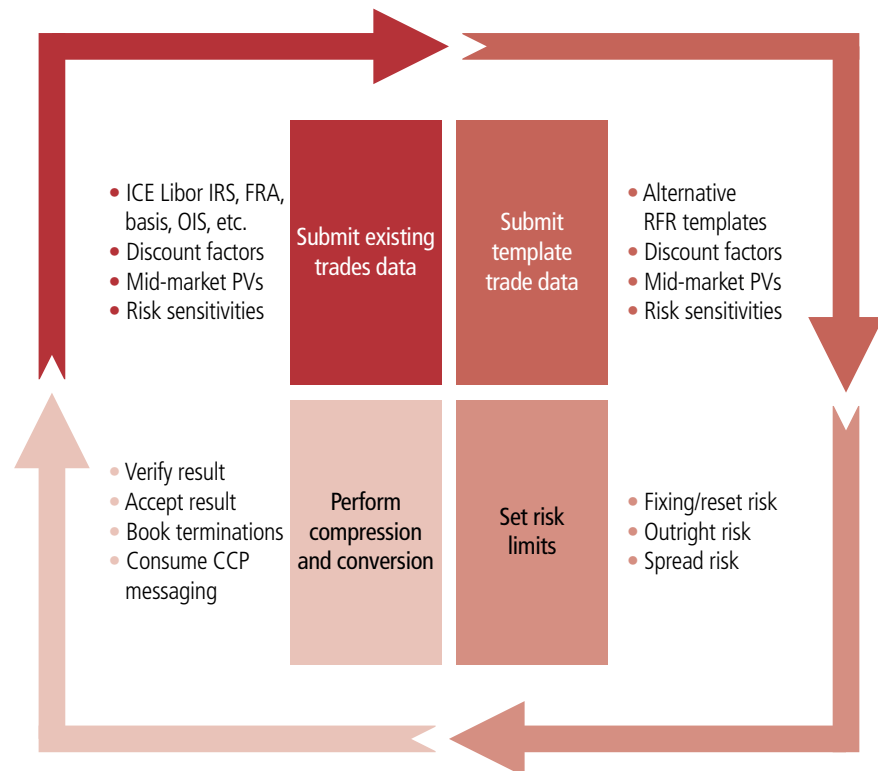 • ICE Libor IRS, FRA,
basis, OIS, etc.
• Discount factors
• Mid-market PVs
• Risk sensitivities
Submit existing
trades data
Submit
template
trade data
• Alternative
RFR templates
• Discount factors
• Mid-market PVs
• Risk sensitivities
• Verify result
• Accept result
• Book terminations
• Consume CCP
messaging
Perform
compression
and conversion
Set risk
limits
• Fixing/reset risk
• Outright risk
• Spread risk